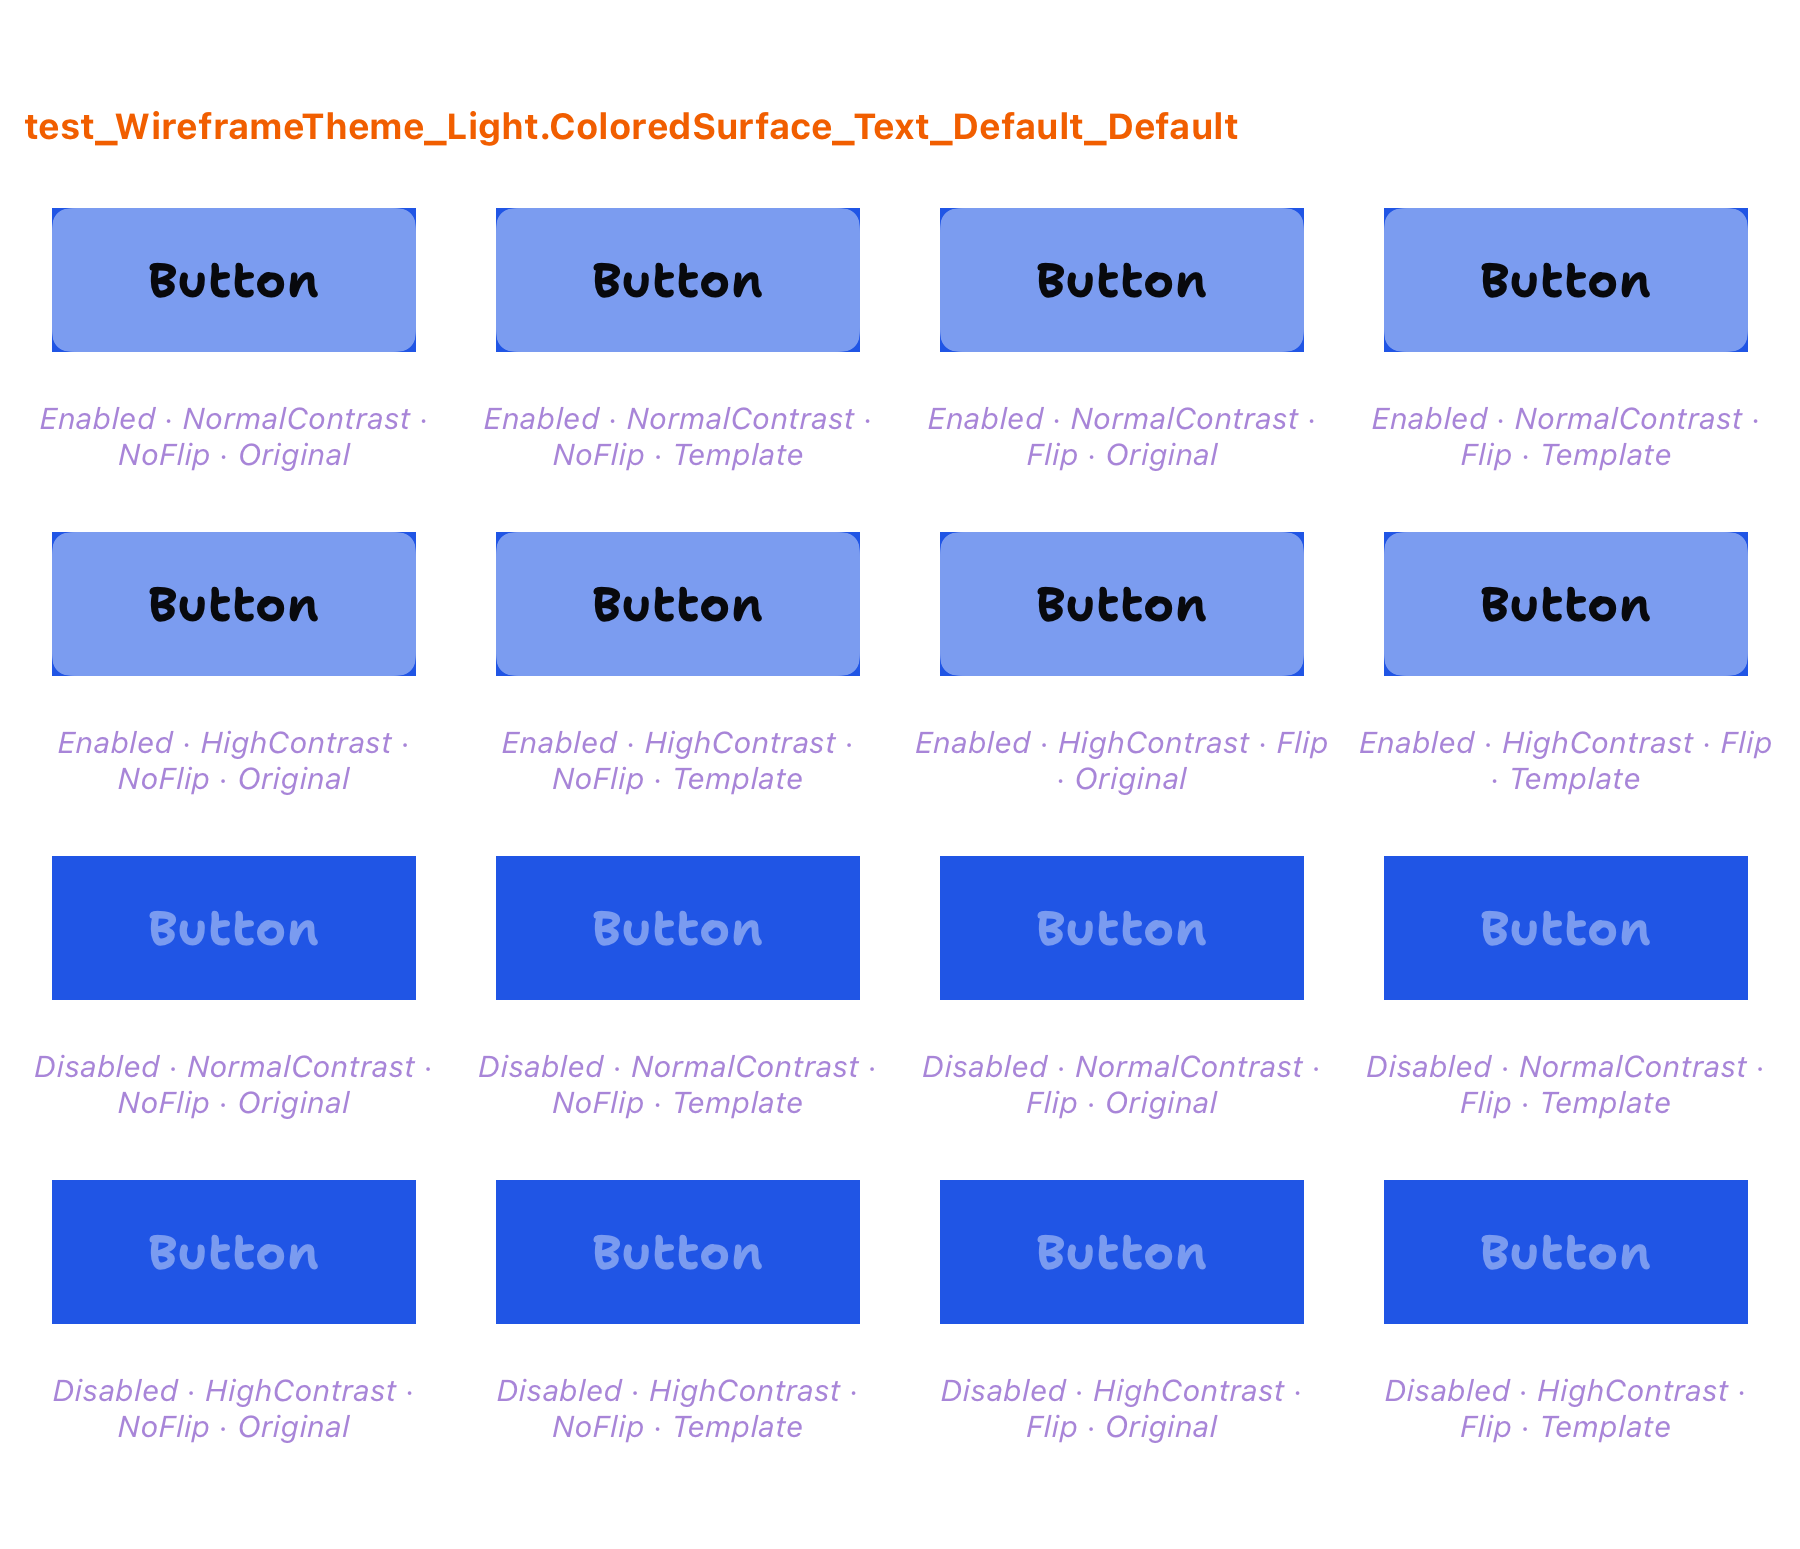 test_WireframeTheme_Light.ColoredSurface_Text_Default_Default
Button Button Button Button
Enabled · NormalContrast · Enabled · NormalContrast · Enabled · NormalContrast · Enabled · NormalContrast ·
NoFlip · Original NoFlip · Template Flip · Original Flip · Template
Button Button Button Button
Enabled · HighContrast · Enabled · HighContrast · Enabled · HighContrast · Flip Enabled · HighContrast · Flip
NoFlip · Original NoFlip · Template · Original · Template
Button Button Button Button
Disabled · NormalContrast · Disabled · NormalContrast · Disabled · NormalContrast · Disabled · NormalContrast ·
NoFlip · Original NoFlip · Template Flip · Original Flip · Template
Button Button Button Button
Disabled · HighContrast · Disabled · HighContrast · Disabled · HighContrast · Disabled · HighContrast ·
NoFlip · Original NoFlip · Template Flip · Original Flip · Template